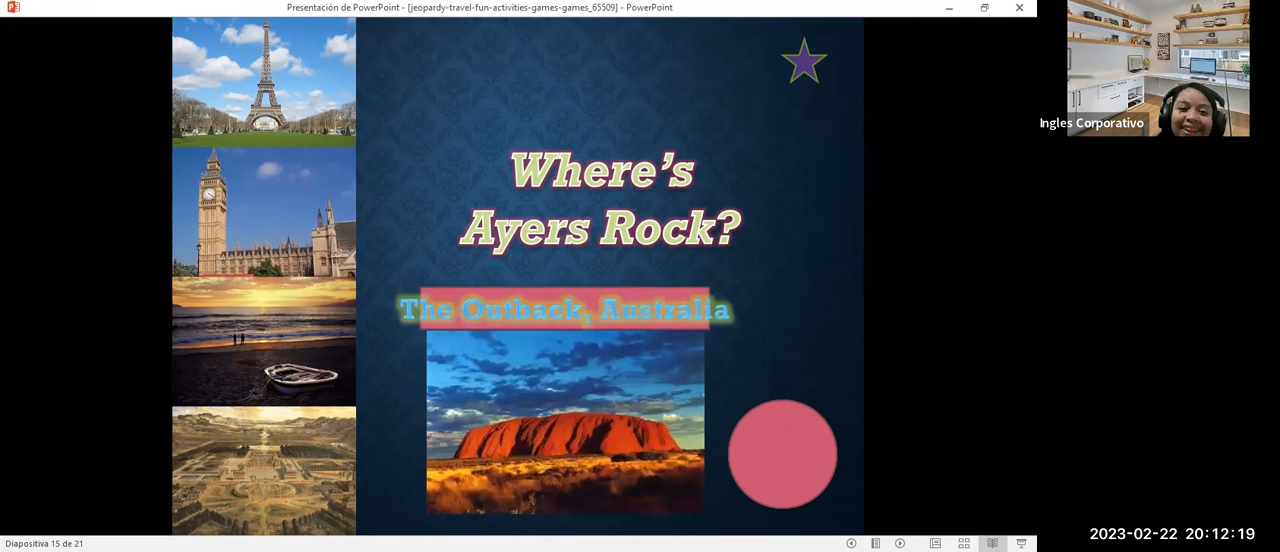 Presentación de PowerPoint - [jeopardy-travel-fun-activities-games-games_65509] - PowerPoint
Where's
Ayers Rock?
The Outback, Australia
Ingles Corporativo
Diapositiva 15 de 21
2023-02-22 20:12:19